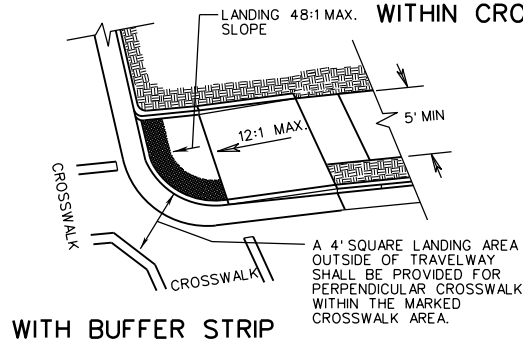 LANDING 48:1 MAX.
SLOPE
WITHIN CRO
12:1 MAX.
5' MIN
CROSSWALK
CROSSWALK
A 4' SQUARE LANDING AREA
OUTSIDE OF TRAVELWAY
SHALL BE PROVIDED FOR
PERPENDICULAR CROSSWALK
WITHIN THE MARKED
CROSSWALK AREA.
WITH BUFFER STRIP